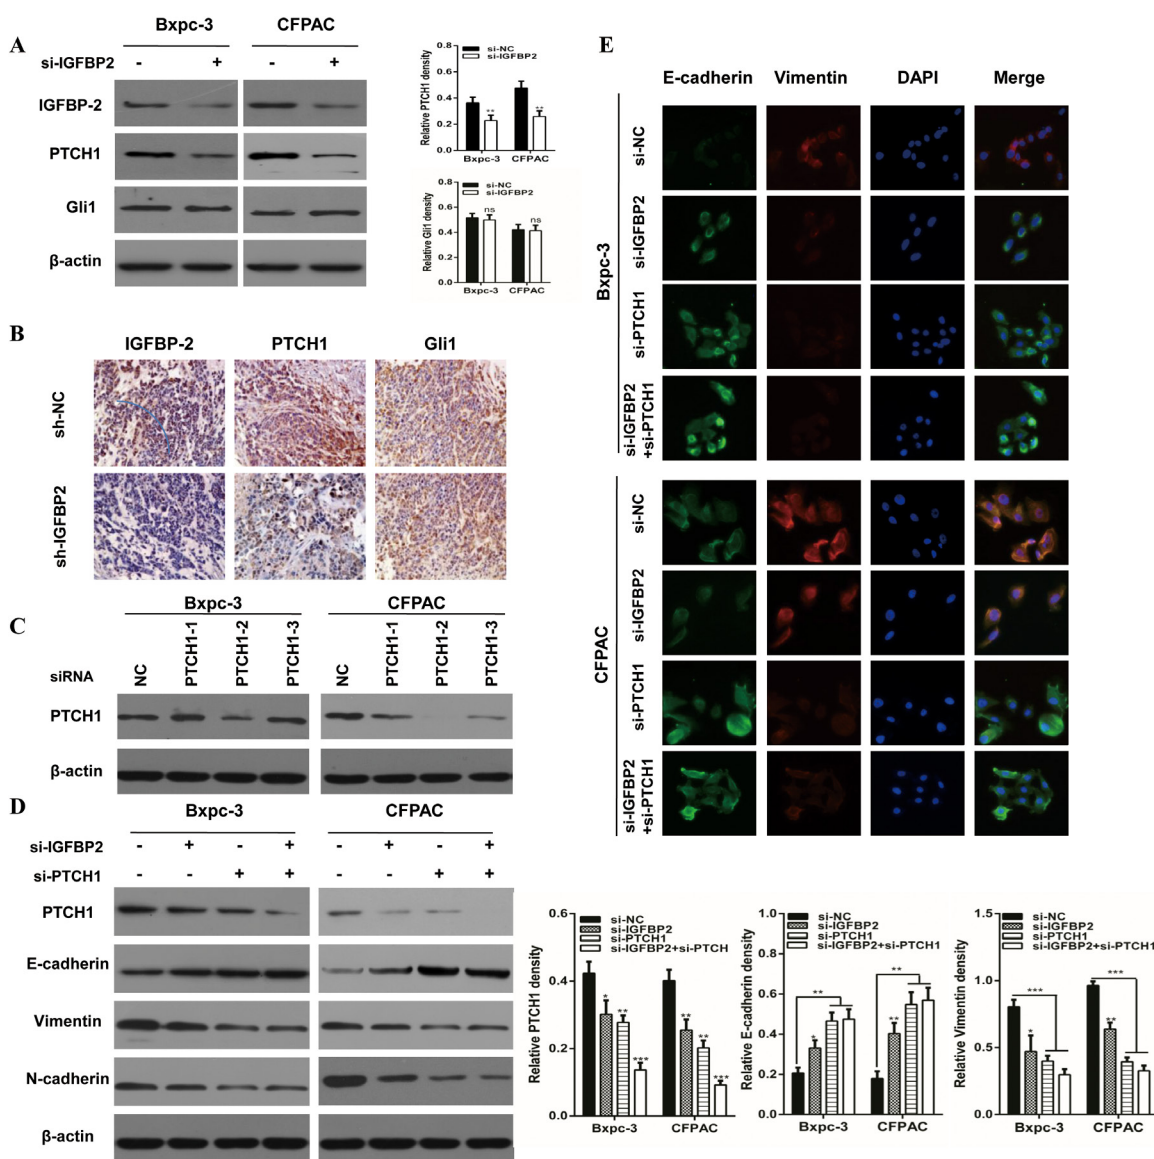 A
Bxpc-3 CFPAC
si-IGFBP2 - + - +
IGFBP-2
PTCH1
Gli1
β-actin
si-NC
si-IGFBP2
Relative PTCH1 density
0.8
0.6
0.4
0.2
0.0
** **
Bxpc-3 CFPAC
si-NC
si-IGFBP2
Relative Gli1 density
0.8
0.6
0.4
0.2
0.0
ns ns
Bxpc-3 CFPAC
B
IGFBP-2 PTCH1 Gli1
sh-NC
sh-IGFBP2
C
Bxpc-3 CFPAC
siRNA NC PTCH1-1 PTCH1-2 PTCH1-3 NC PTCH1-1 PTCH1-2 PTCH1-3
PTCH1
β-actin
D
Bxpc-3 CFPAC
si-IGFBP2 - + - + - + - +
si-PTCH1 - - + + - - + +
PTCH1
E-cadherin
Vimentin
N-cadherin
β-actin
si-NC
si-IGFBP2
si-PTCH1
si-IGFBP2+si-PTCH
Relative PTCH1 density
0.6
0.4
0.2
0.0
* ** *** ** ** ***
Bxpc-3 CFPAC
si-NC
si-IGFBP2
si-PTCH1
si-IGFBP2+si-PTCH1
Relative E-cadherin density
1.0
0.8
0.6
0.4
0.2
0.0
* ** ** **
Bxpc-3 CFPAC
si-NC
si-IGFBP2
si-PTCH1
si-IGFBP2+si-PTCH1
Relative Vimentin density
1.5
1.0
0.5
0.0
* *** ** ***
Bxpc-3 CFPAC
E
E-cadherin Vimentin DAPI Merge
Bxpc-3
si-NC
si-IGFBP2
si-PTCH1
si-IGFBP2
+si-PTCH1
CFPAC
si-NC
si-IGFBP2
si-PTCH1
si-IGFBP2
+si-PTCH1